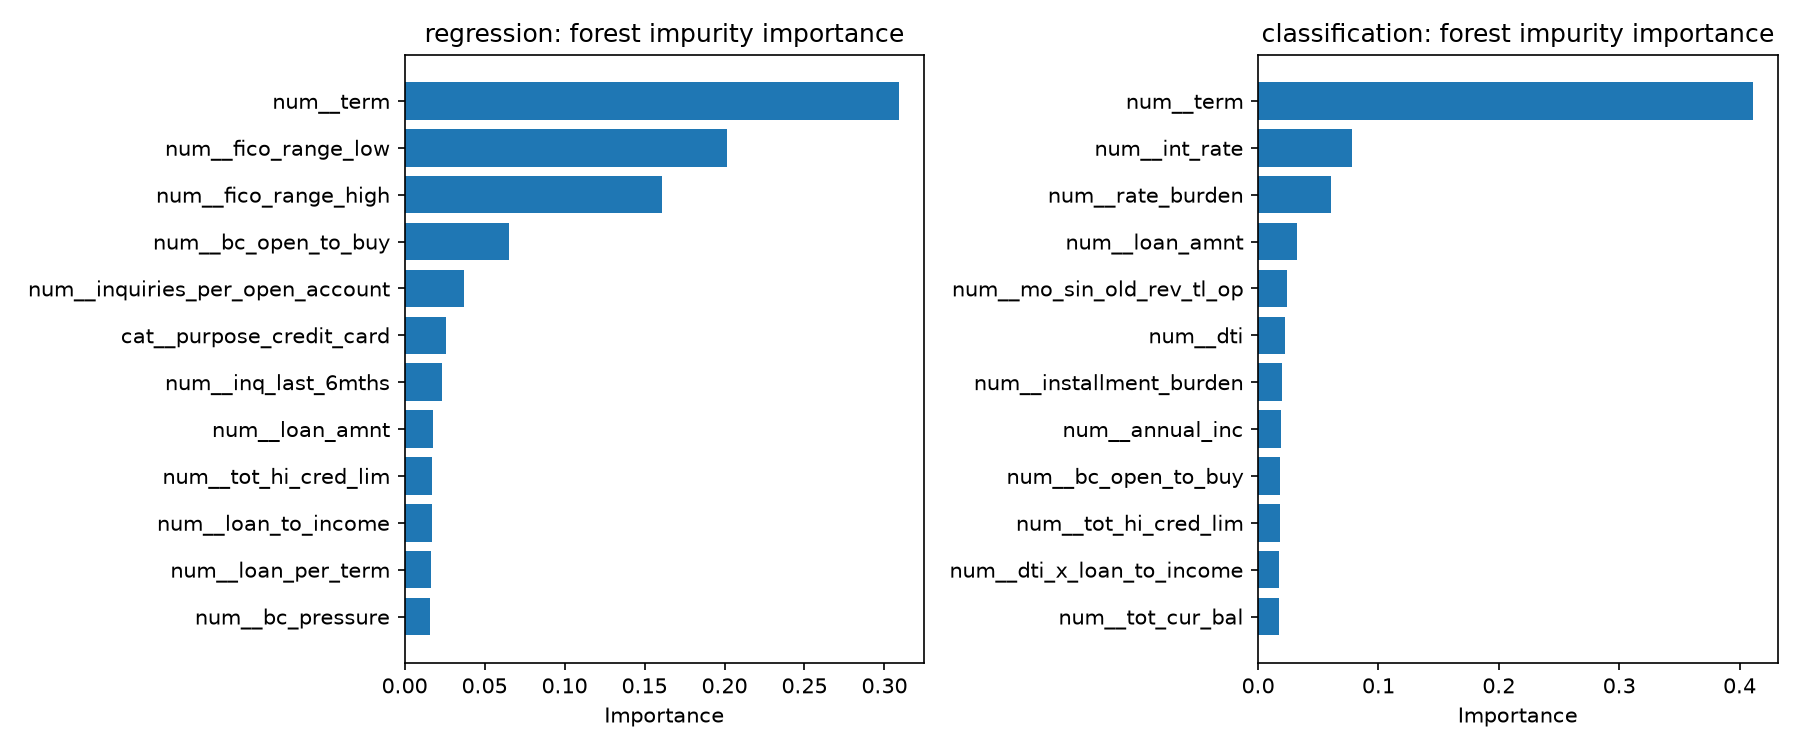 regression: forest impurity importance
num__term
num__fico_range_low
num__fico_range_high
num__bc_open_to_buy
num__inquiries_per_open_account
cat__purpose_credit_card
num__inq_last_6mths
num__loan_amnt
num__tot_hi_cred_lim
num__loan_to_income
num__loan_per_term
num__bc_pressure
0.00 0.05 0.10 0.15 0.20 0.25 0.30
Importance
classification: forest impurity importance
num__term
num__int_rate
num__rate_burden
num__loan_amnt
num__mo_sin_old_rev_tl_op
num__dti
num__installment_burden
num__annual_inc
num__bc_open_to_buy
num__tot_hi_cred_lim
num__dti_x_loan_to_income
num__tot_cur_bal
0.0 0.1 0.2 0.3 0.4
Importance